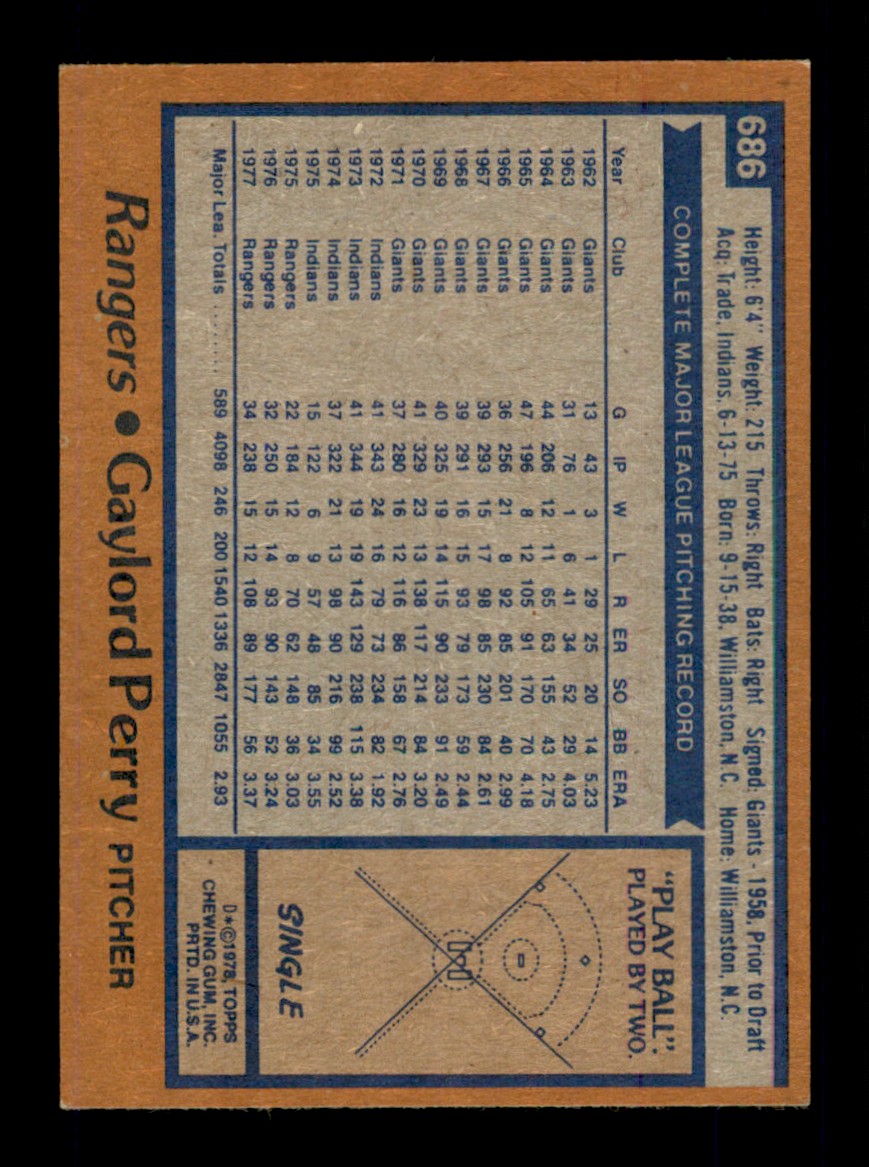 686
Height: 6'4" Weight: 215 Throws: Right Bats: Right Signed: Giants - 1958, Prior to Draft
Acq: Trade, Indians, 6-13-75 Born: 9-15-38, Williamston, N.C. Home: Williamston, N.C.
COMPLETE MAJOR LEAGUE PITCHING RECORD
Year Club G IP W L R ER SO BB ERA
1962 Giants 13 43 3 1 29 25 20 14 5.23
1963 Giants 31 76 1 6 41 34 52 29 4.03
1964 Giants 44 206 12 11 65 63 155 43 2.75
1965 Giants 47 196 8 12 105 91 170 70 4.18
1966 Giants 36 256 21 8 92 85 201 40 2.99
1967 Giants 39 293 15 17 98 85 230 84 2.61
1968 Giants 39 291 16 15 93 79 173 59 2.44
1969 Giants 40 325 19 14 115 90 233 91 2.49
1970 Giants 41 329 23 13 138 117 214 84 3.20
1971 Giants 37 280 16 12 116 86 158 67 2.76
1972 Indians 41 343 24 16 79 73 234 82 1.92
1973 Indians 41 344 19 19 143 129 238 115 3.38
1974 Indians 37 322 21 13 98 90 216 99 2.52
1975 Indians 15 122 6 9 57 48 85 34 3.55
1975 Rangers 22 184 12 8 70 62 148 36 3.03
1976 Rangers 32 250 15 14 93 90 143 52 3.24
1977 Rangers 34 238 15 12 108 89 177 56 3.37
Major Lea. Totals ........ 589 4098 246 200 1540 1336 2847 1055 2.93
"PLAY BALL".
PLAYED BY TWO.
SINGLE
D*©1978, TOPPS
CHEWING GUM, INC.
PRTD. IN U.S.A.
Rangers • Gaylord Perry PITCHER